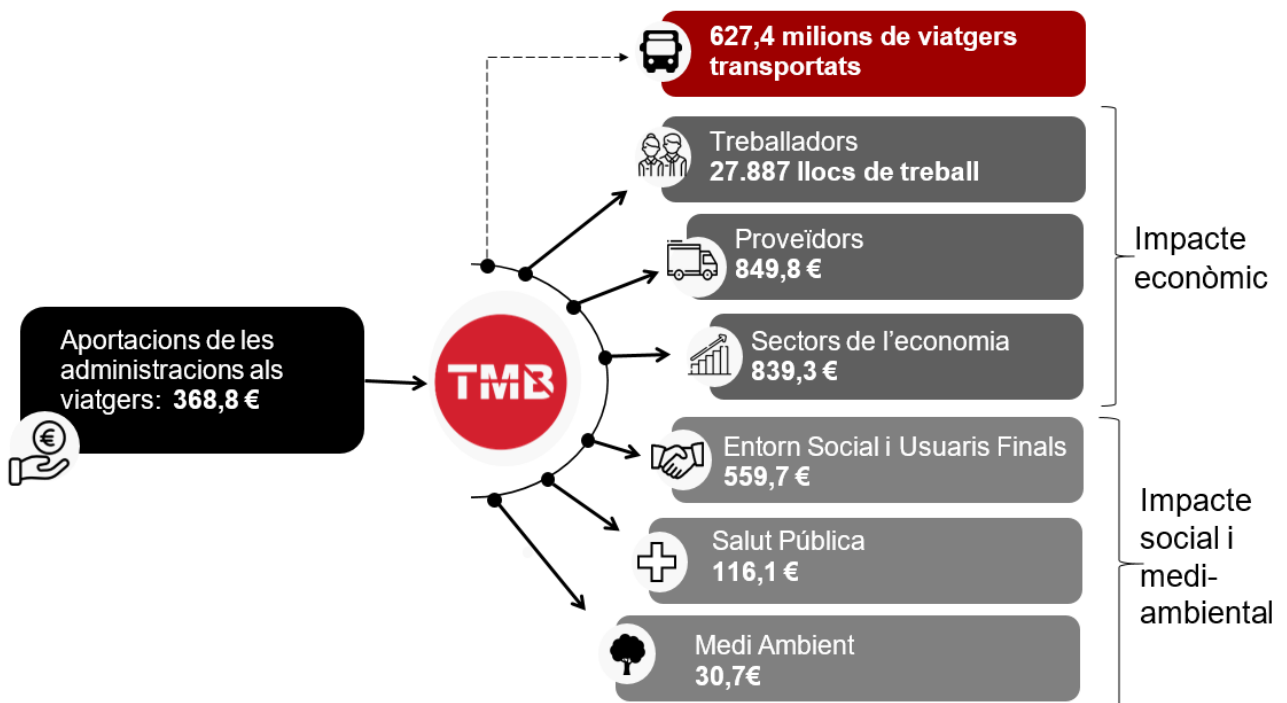 627,4 milions de viatgers
transportats
Treballadors
27.887 llocs de treball
Proveïdors
849,8 €
Sectors de l’economia
839,3 €
Impacte
econòmic
Aportacions de les
administracions als
viatgers: 368,8 €
€
TMB
Entorn Social i Usuaris Finals
559,7 €
Salut Pública
116,1 €
Medi Ambient
30,7€
Impacte
social i
medi-
ambiental